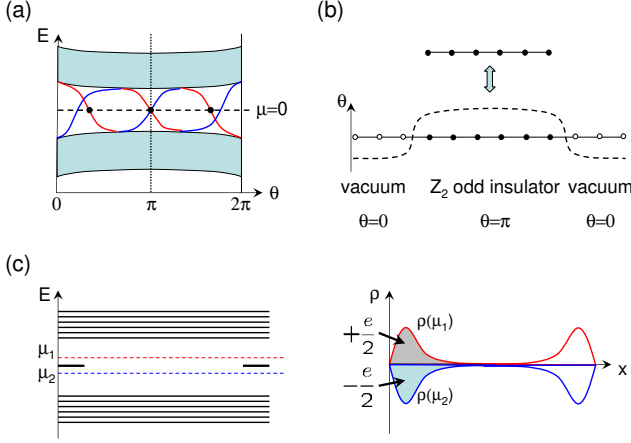 (a)
E
μ=0
0
π
2π
θ
(b)
θ
vacuum
Z₂ odd insulator
vacuum
θ=0
θ=π
θ=0
(c)
E
μ₁
μ₂
ρ
+e/2
ρ(μ₁)
x
−e/2
ρ(μ₂)